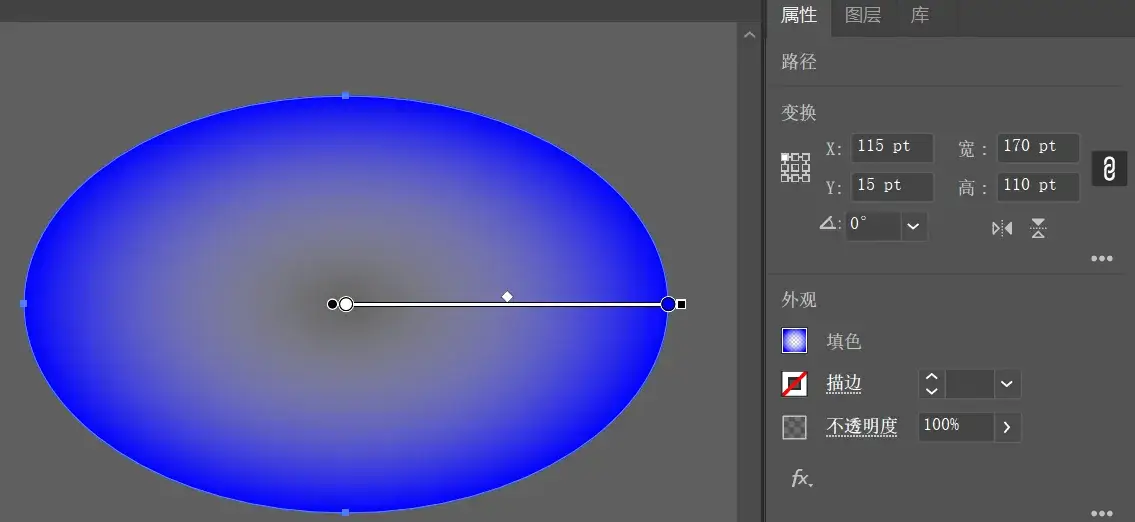 属性 图层 库
路径
变换
X: 115 pt 宽: 170 pt
Y: 15 pt 高: 110 pt
0°
外观
填色
描边
不透明度 100%
fx.